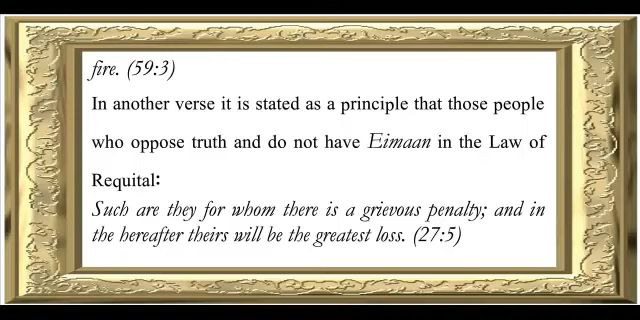 fire. (59:3)
In another verse it is stated as a principle that those people
who oppose truth and do not have Eimaan in the Law of
Requital:
Such are they for whom there is a grievous penalty; and in
the hereafter theirs will be the greatest loss. (27:5)